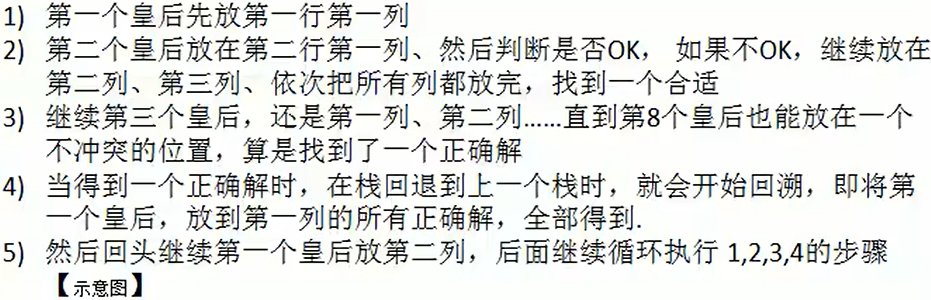 1) 第一个皇后先放第一行第一列
2) 第二个皇后放在第二行第一列、然后判断是否OK， 如果不OK，继续放在
第二列、第三列、依次把所有列都放完，找到一个合适
3) 继续第三个皇后，还是第一列、第二列……直到第8个皇后也能放在一个
不冲突的位置，算是找到了一个正确解
4) 当得到一个正确解时，在栈回退到上一个栈时，就会开始回溯，即将第
一个皇后，放到第一列的所有正确解，全部得到.
5) 然后回头继续第一个皇后放第二列，后面继续循环执行 1,2,3,4的步骤
【示意图】